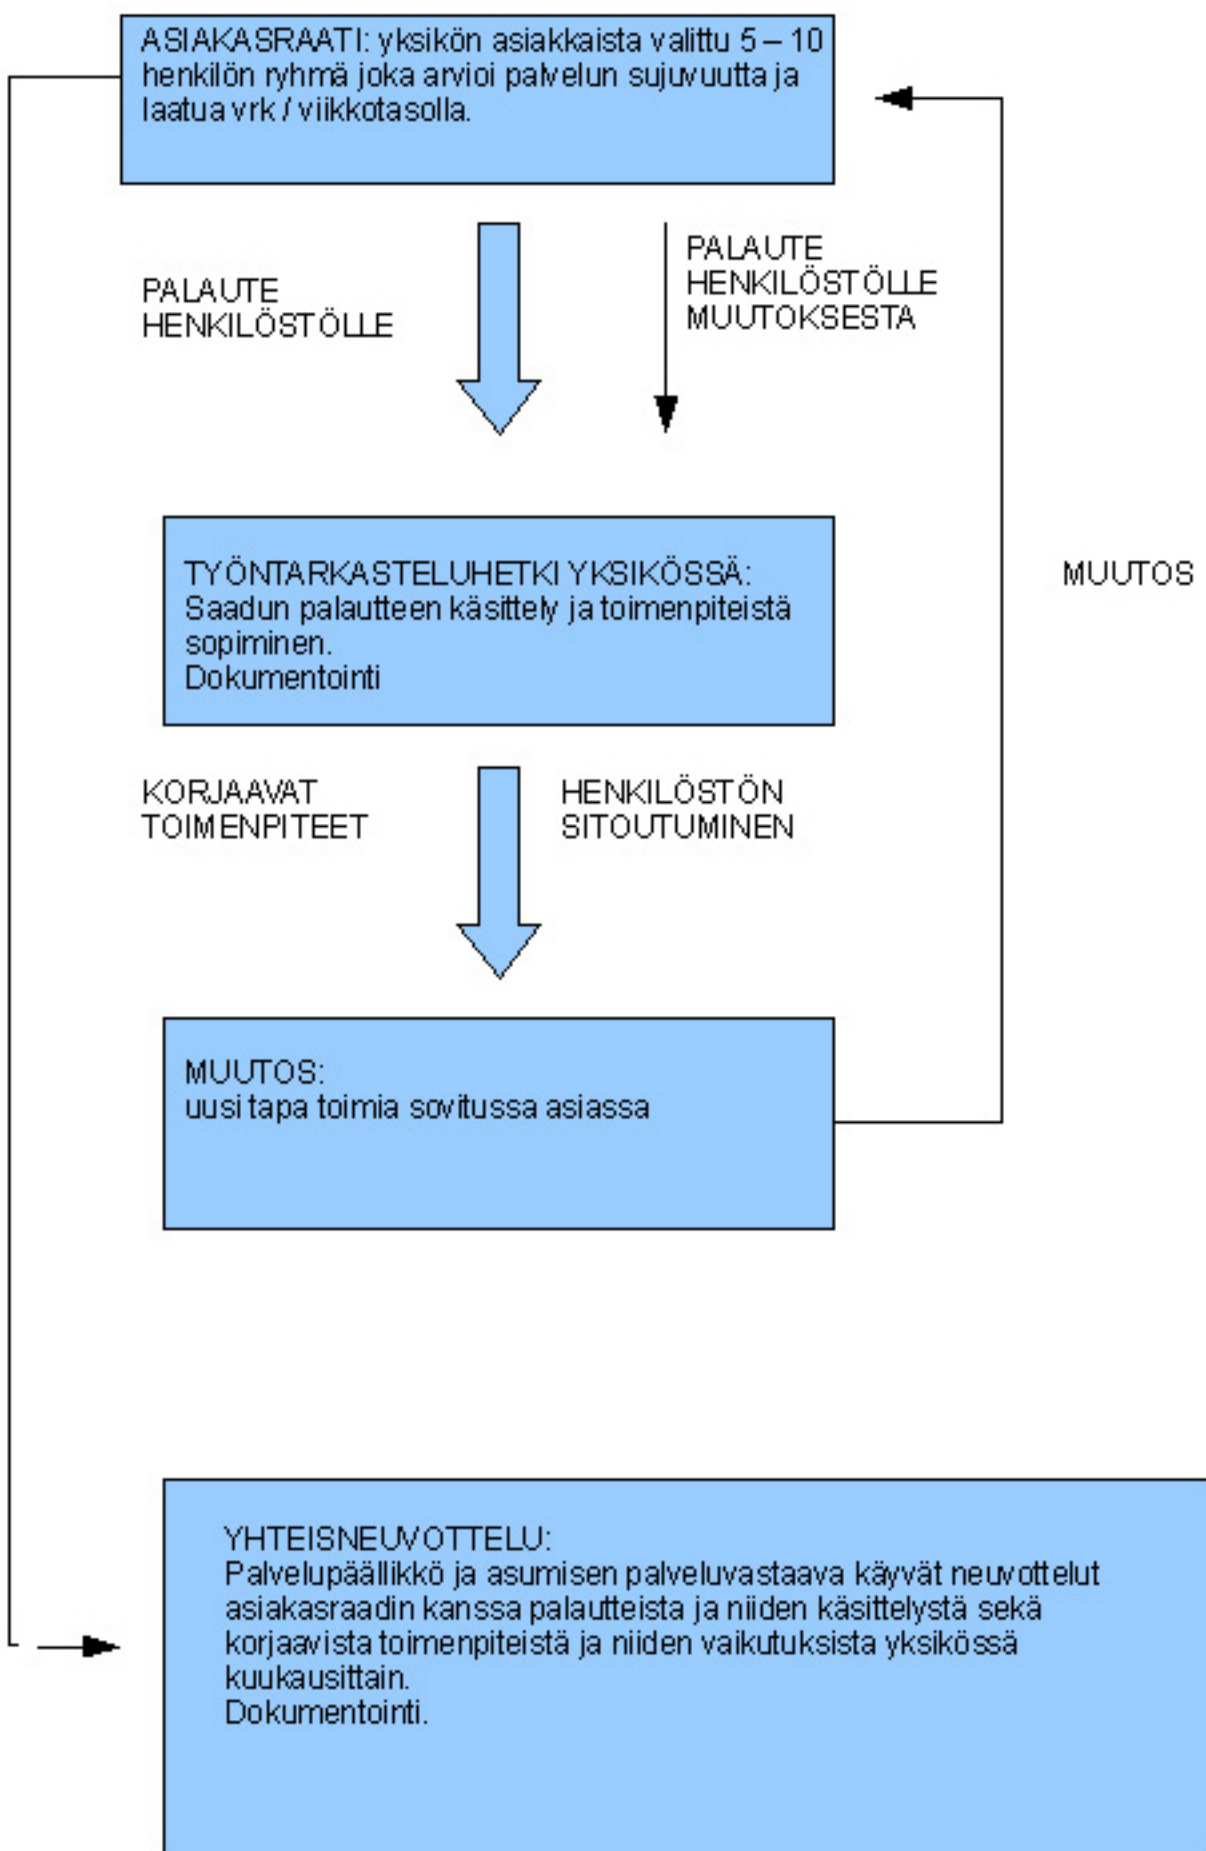 ASIAKASRAATI: yksikön asiakkaista valittu 5 – 10
henkilön ryhmä joka arvioi palvelun sujuvuutta ja
laatua vrk / viikkotasolla.
PALAUTE
HENKILÖSTÖLLE
PALAUTE
HENKILÖSTÖLLE
MUUTOKSESTA
TYÖNTARKASTELUHETKI YKSIKÖSSÄ:
Saadun palautteen käsittely ja toimenpiteistä
sopiminen.
Dokumentointi
MUUTOS
KORJAAVAT
TOIMENPITEET
HENKILÖSTÖN
SITOUTUMINEN
MUUTOS:
uusi tapa toimia sovitussa asiassa
YHTEISNEUVOTTELU:
Palvelupäällikkö ja asumisen palveluvastaava käyvät neuvottelut
asiakasraadin kanssa palautteista ja niiden käsittelystä sekä
korjaavista toimenpiteistä ja niiden vaikutuksista yksikössä
kuukausittain.
Dokumentointi.